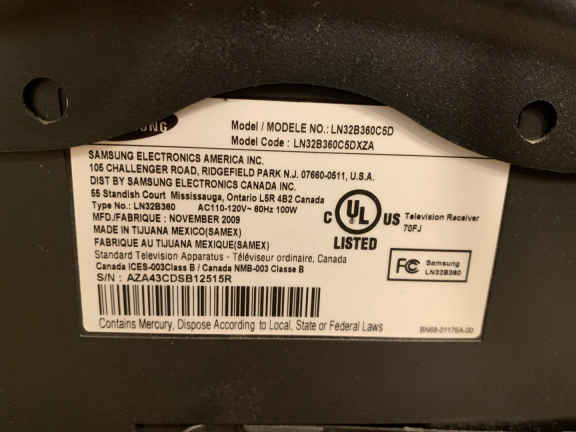 Model / MODELE NO.: LN32B360C5D
Model Code : LN32B360C5DXZA
SAMSUNG ELECTRONICS AMERICA INC.
105 CHALLENGER ROAD, RIDGEFIELD PARK N.J. 07660-0511, U.S.A.
DIST BY SAMSUNG ELECTRONICS CANADA INC.
55 Standish Court Mississauga, Ontario L5R 4B2 Canada
Type No.: LN32B360 AC110-120V~ 60Hz 100W
MFD./FABRIQUE : NOVEMBER 2009
MADE IN TIJUANA MEXICO(SAMEX)
FABRIQUE AU TIJUANA MEXIQUE(SAMEX)
Standard Television Apparatus - Téléviseur ordinaire, Canada
Canada ICES-003Class B / Canada NMB-003 Classe B
S/N : AZA43CDSB12515R
Contains Mercury, Dispose According to Local, State or Federal Laws
C UL US
LISTED
Television Receiver
70FJ
FC
Samsung
LN32B360
BN68-01176A-00